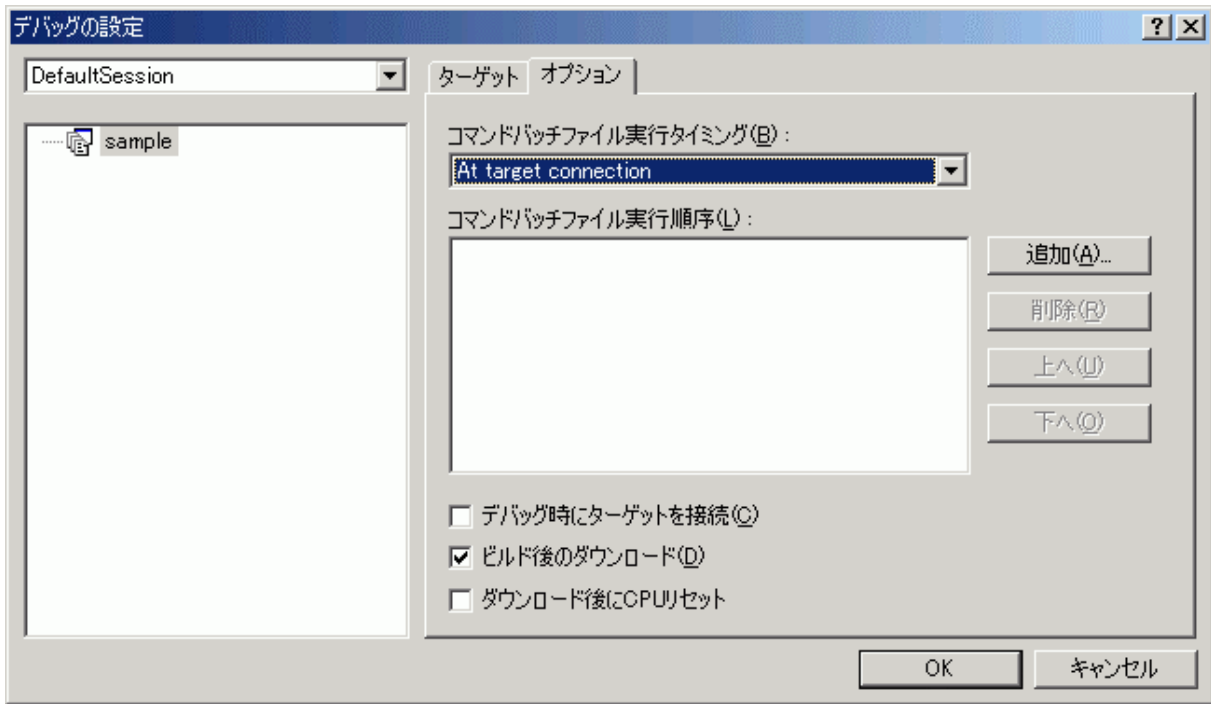 デバッグの設定
DefaultSession
sample
ターゲット オプション
コマンドバッチファイル実行タイミング(B) :
At target connection
コマンドバッチファイル実行順序(L) :
追加(A)...
削除(R)
上へ(U)
下へ(O)
デバッグ時にターゲットを接続(C)
ビルド後のダウンロード(D)
ダウンロード後にCPUリセット
OK キャンセル